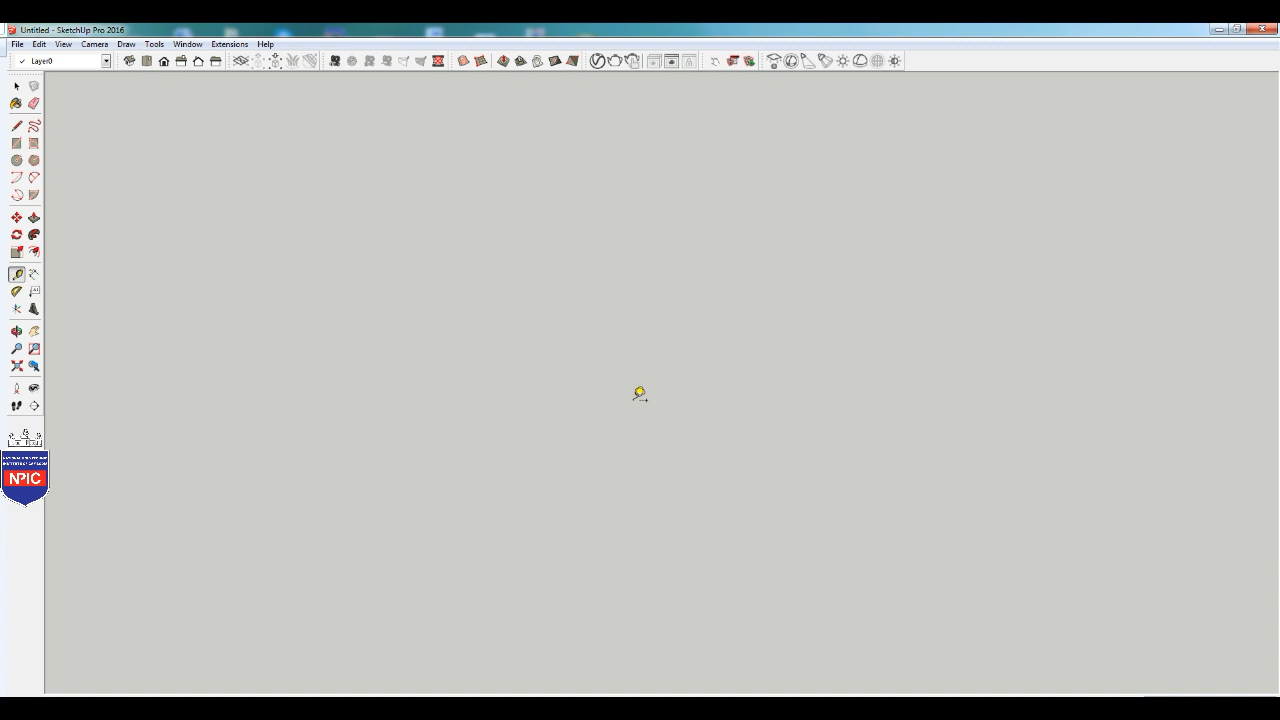 Untitled - SketchUp Pro 2016
File Edit View Camera Draw Tools Window Extensions Help
Layer0
NPIC